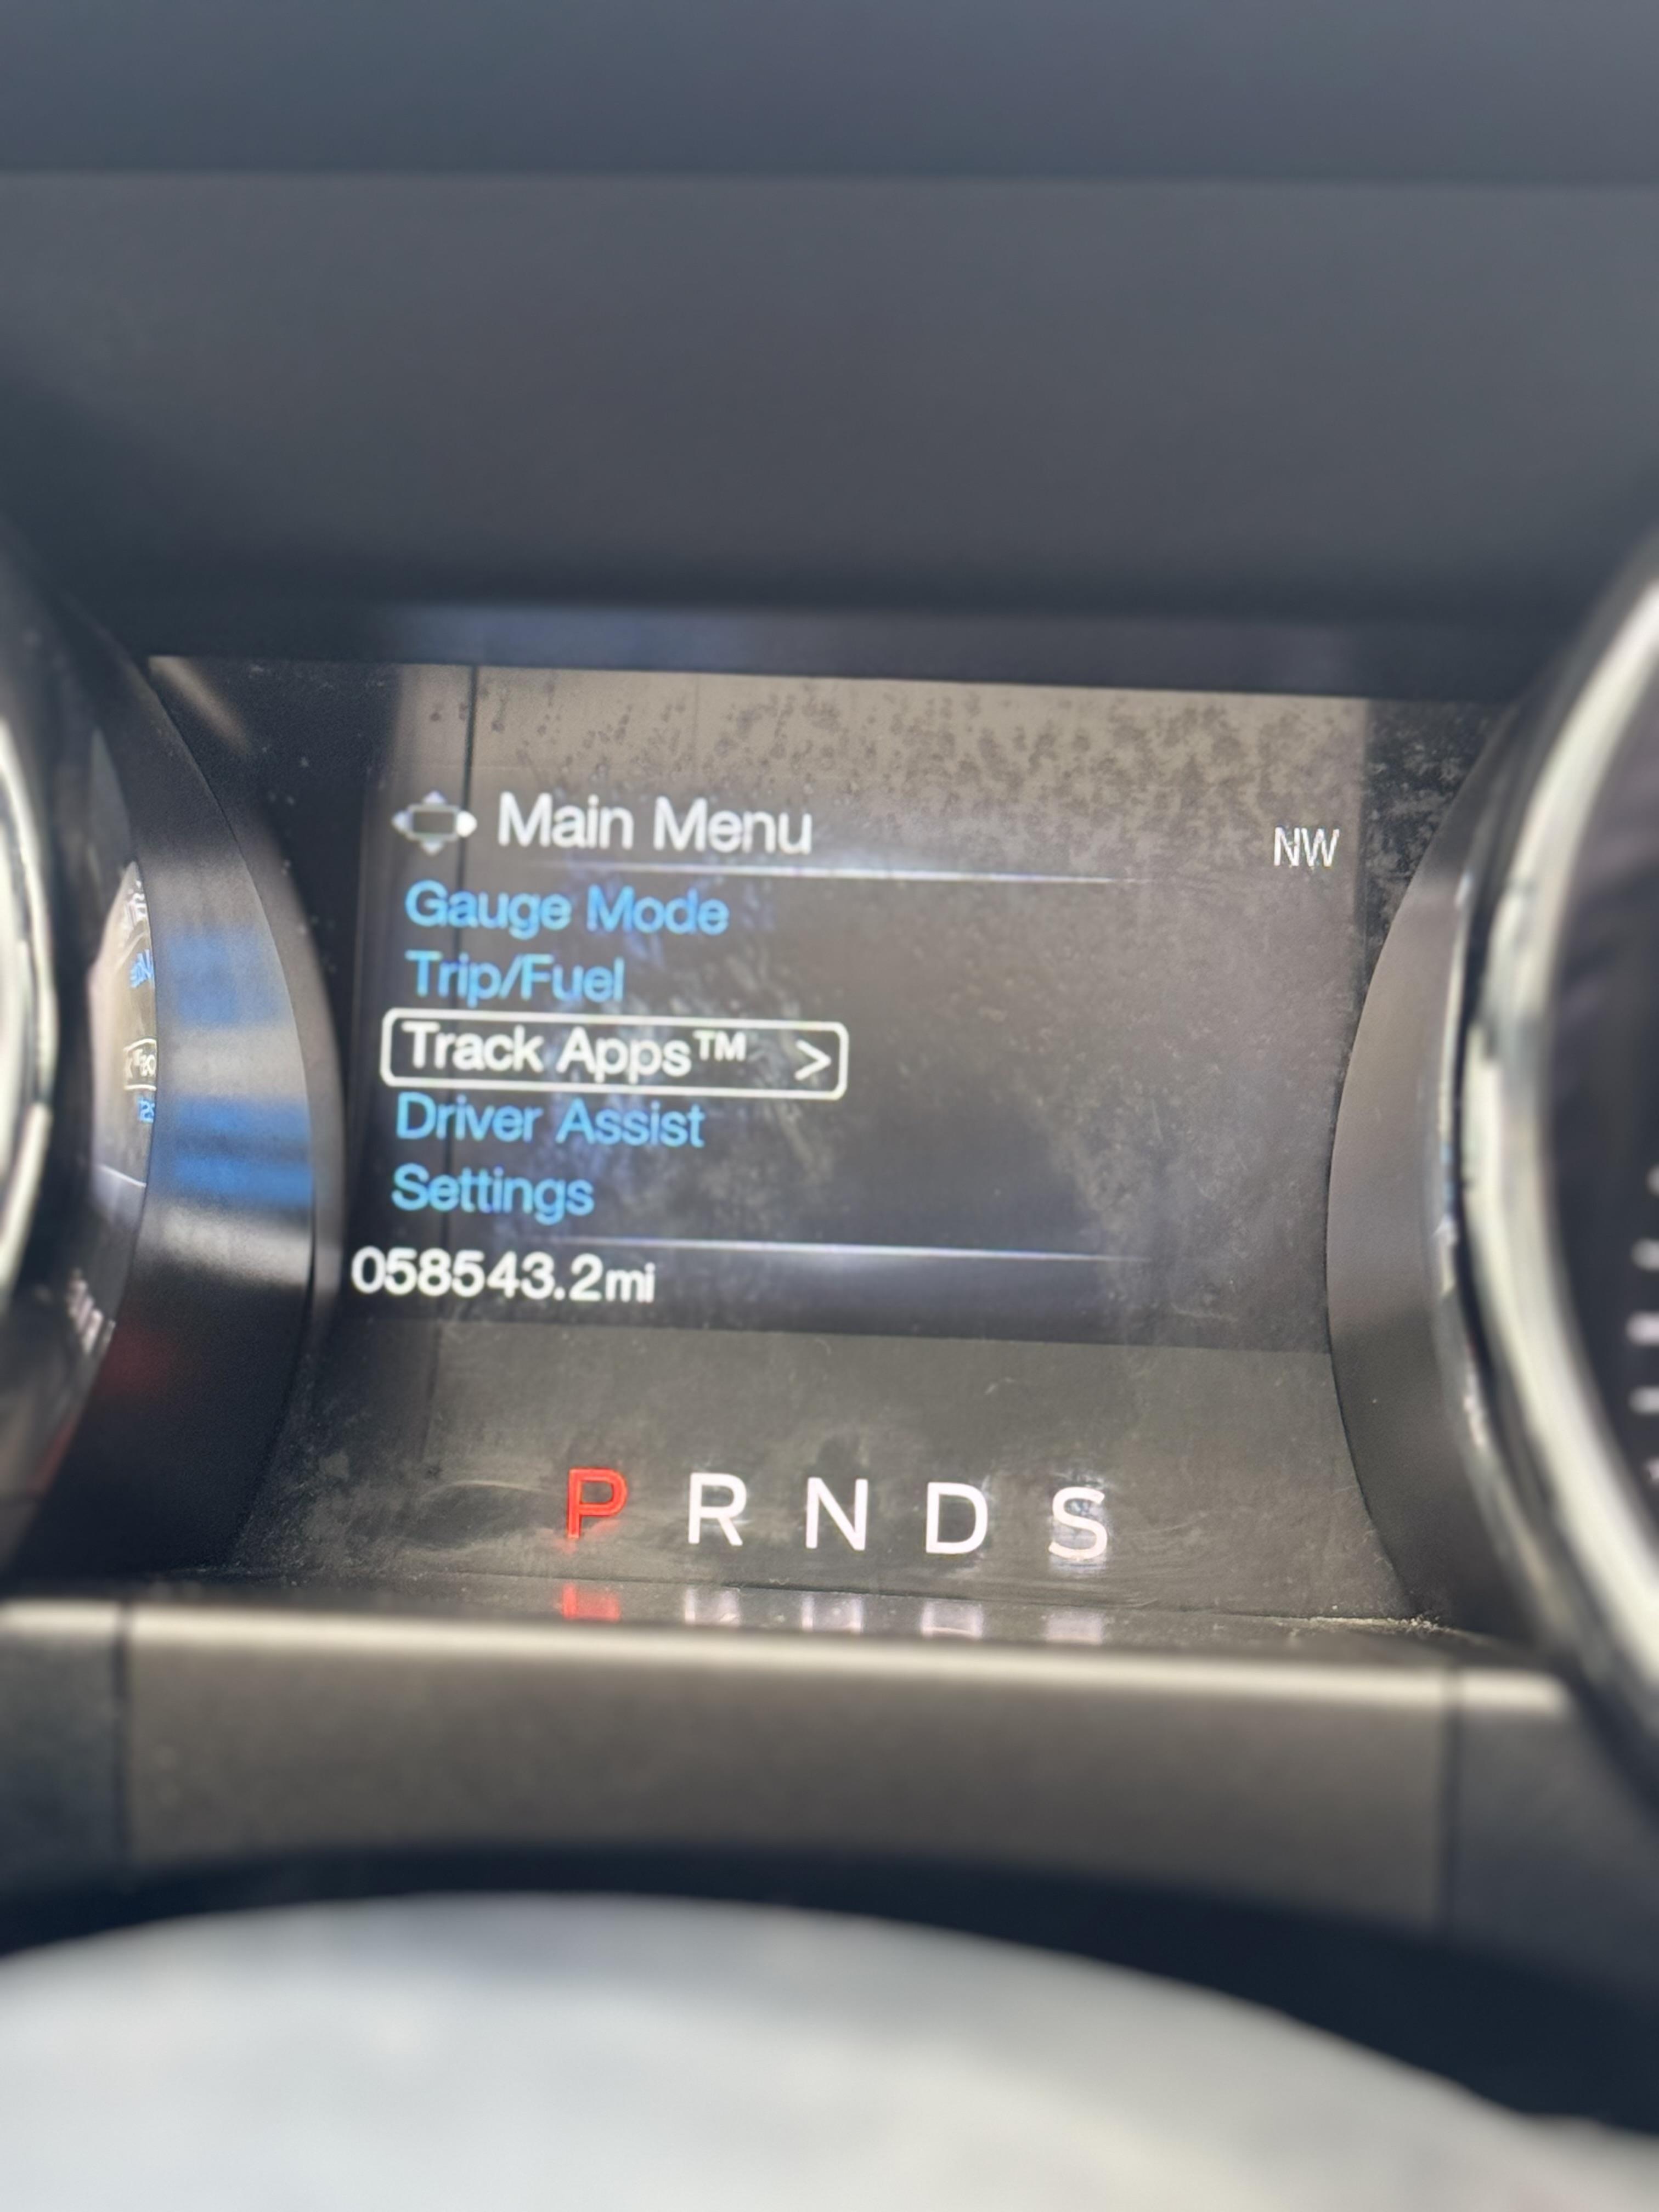 Main Menu
NW
Gauge Mode
Trip/Fuel
Track Apps™ >
Driver Assist
Settings
058543.2mi
P R N D S